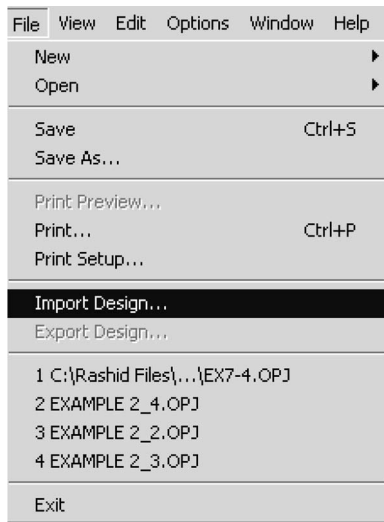 File View Edit Options Window Help
New
Open
Save Ctrl+S
Save As...
Print Preview...
Print... Ctrl+P
Print Setup...
Import Design...
Export Design...
1 C:\Rashid Files\...\EX7-4.OPJ
2 EXAMPLE 2_4.OPJ
3 EXAMPLE 2_2.OPJ
4 EXAMPLE 2_3.OPJ
Exit